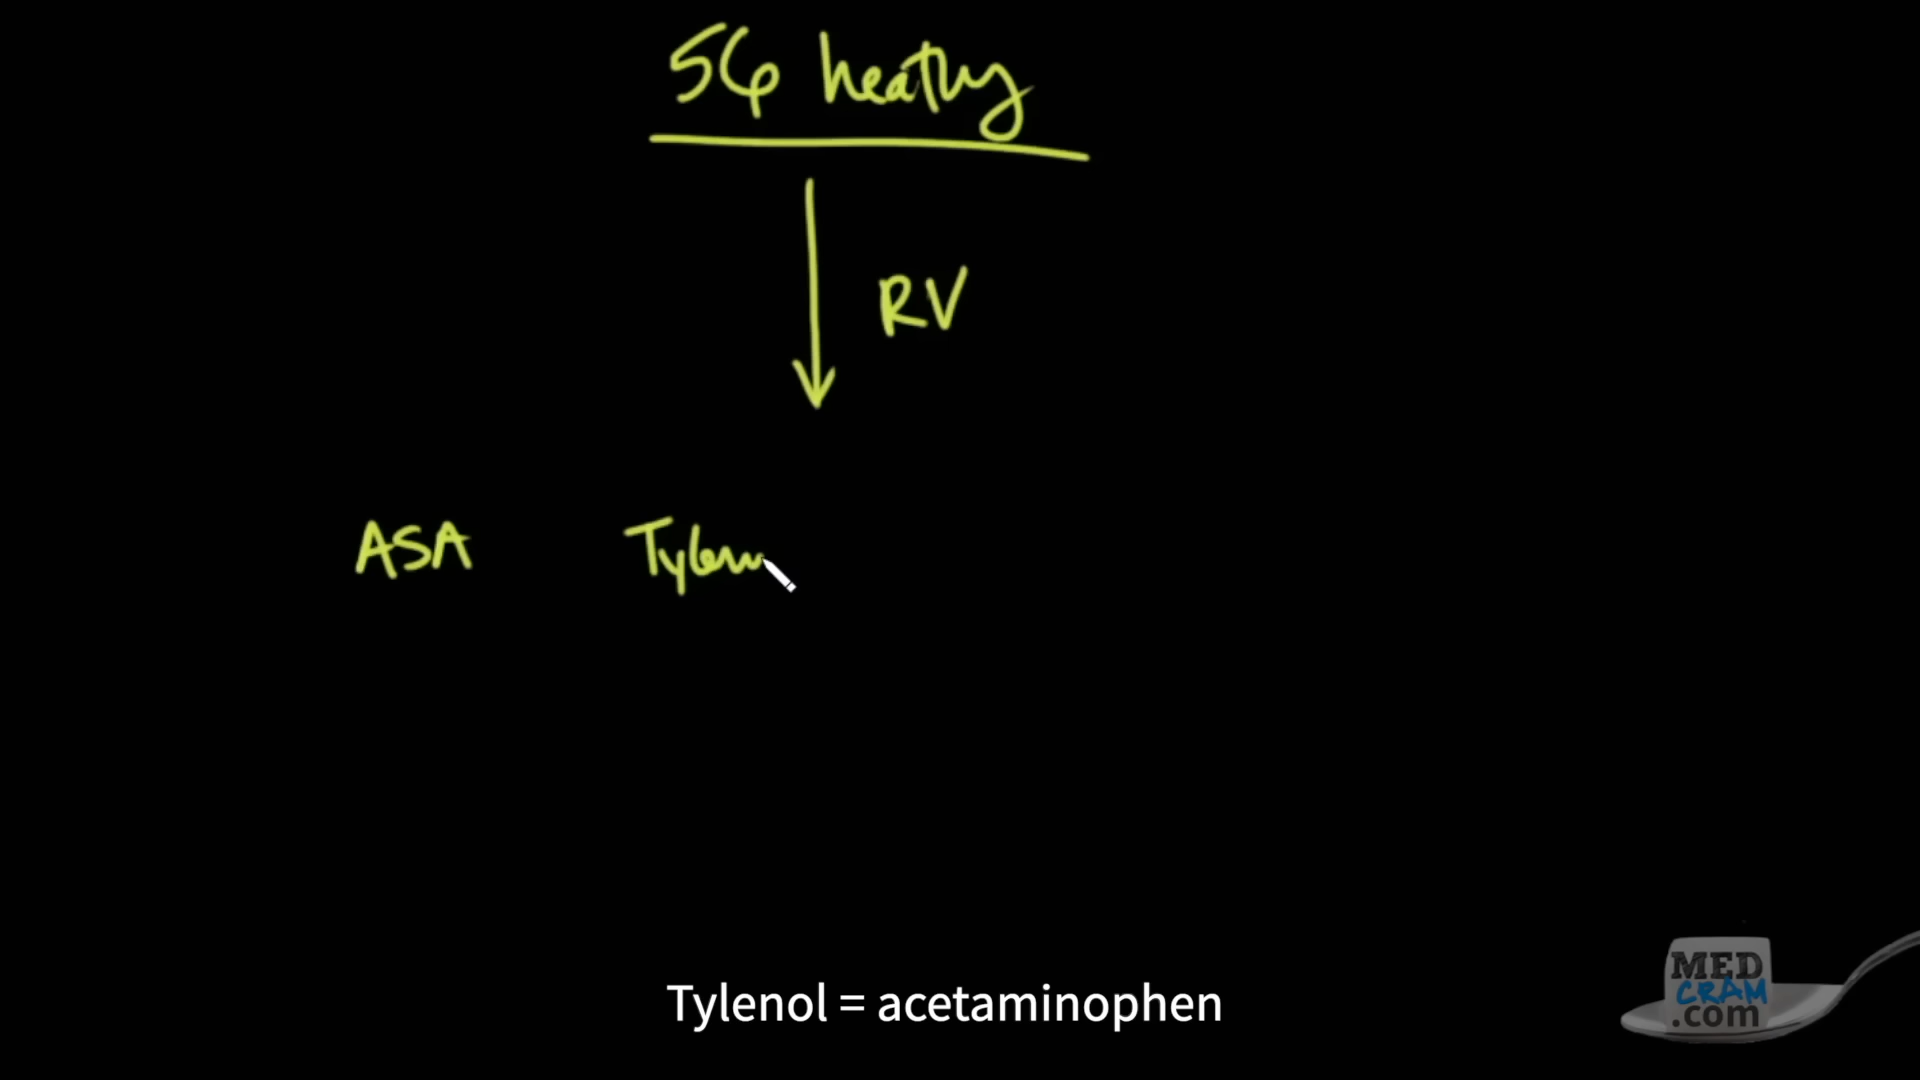 56 heathy
RV
ASA Tylen
Tylenol = acetaminophen
MED
CRAM
.com